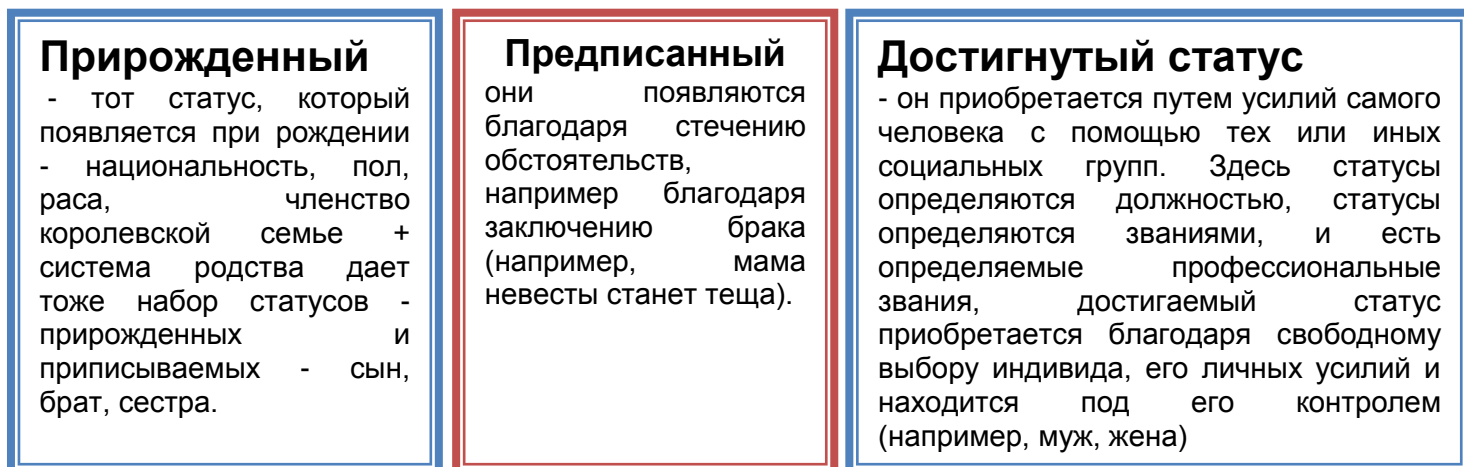 Прирожденный
- тот статус, который
появляется при рождении
- национальность, пол,
раса, членство
королевской семье +
система родства дает
тоже набор статусов -
прирожденных и
приписываемых - сын,
брат, сестра.
Предписанный
они появляются
благодаря стечению
обстоятельств,
например благодаря
заключению брака
(например, мама
невесты станет теща).
Достигнутый статус
- он приобретается путем усилий самого
человека с помощью тех или иных
социальных групп. Здесь статусы
определяются должностью, статусы
определяются званиями, и есть
определяемые профессиональные
звания, достигаемый статус
приобретается благодаря свободному
выбору индивида, его личных усилий и
находится под его контролем
(например, муж, жена)